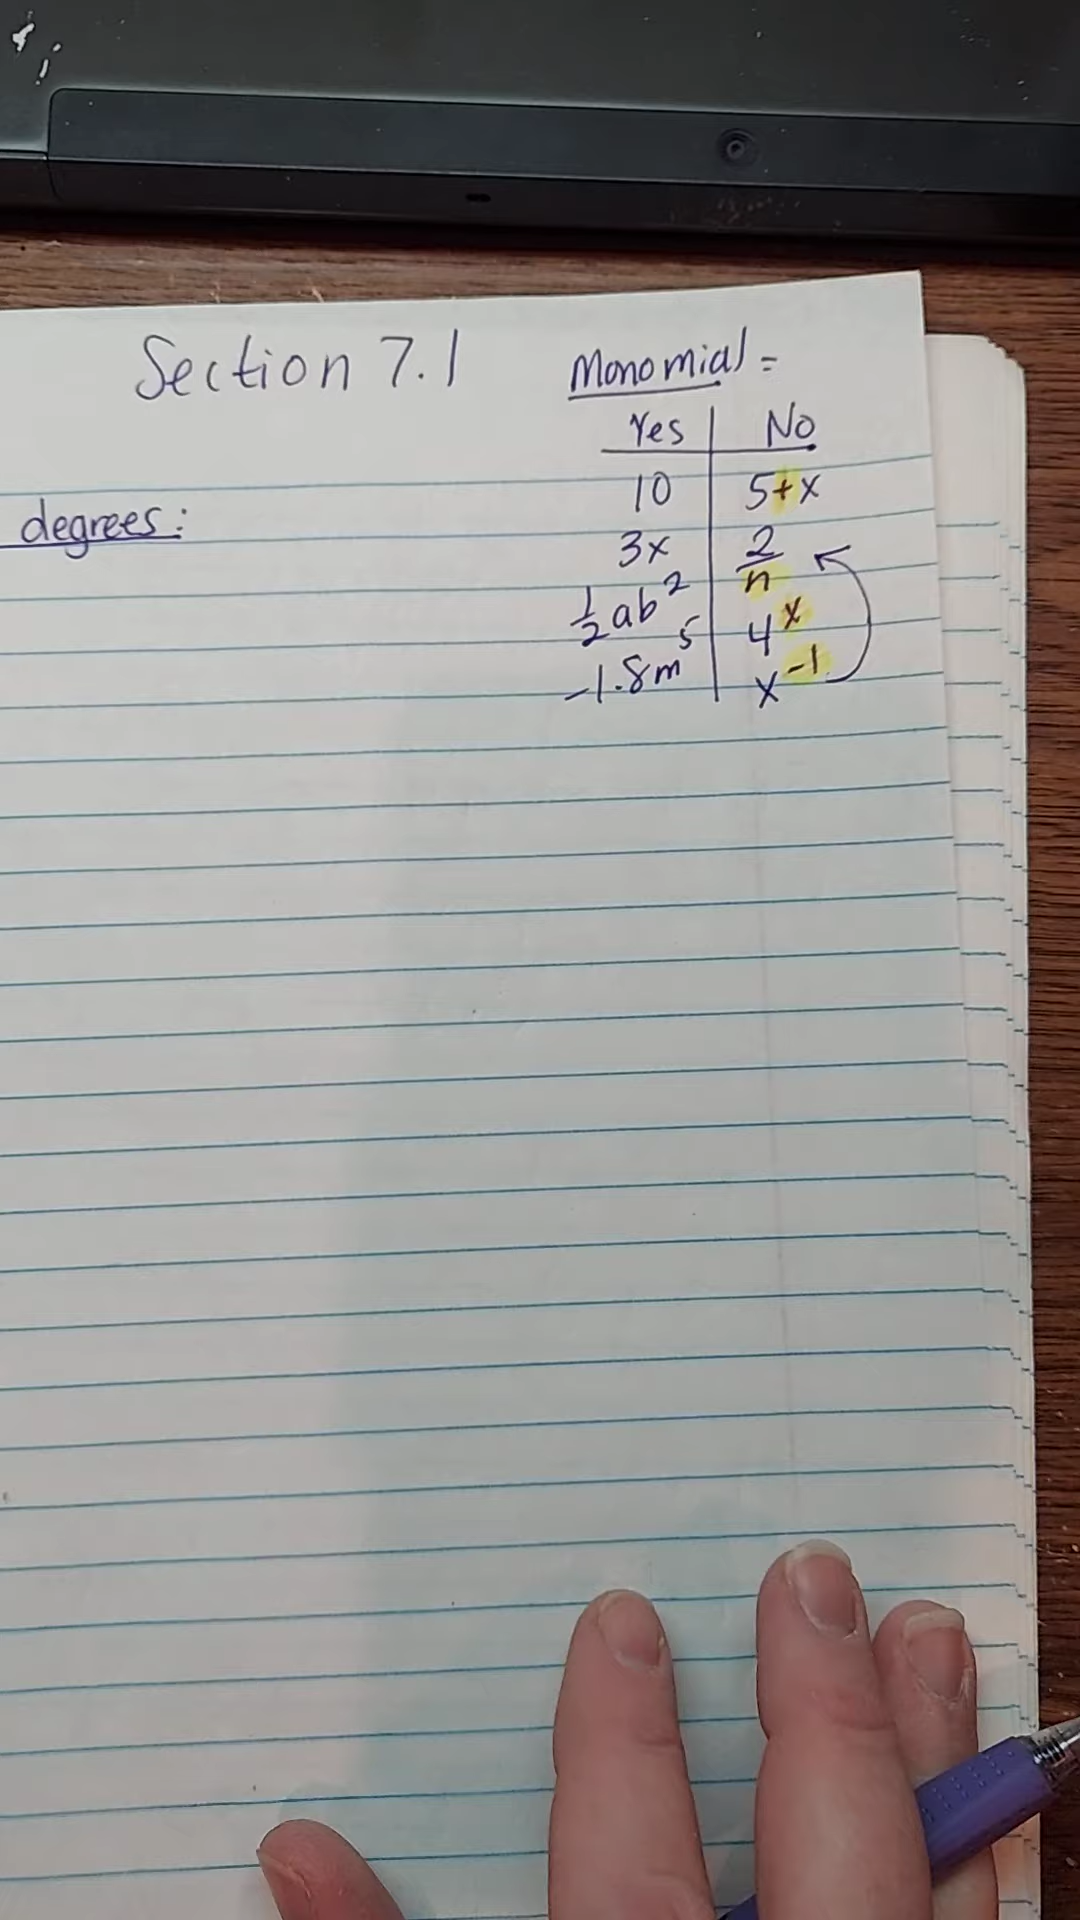 Section 7.1
Monomial =
Yes | No
10 | 5+x
degrees:
3x | 2/n
½ab² | 4ˣ
-1.8m⁵ | x⁻¹